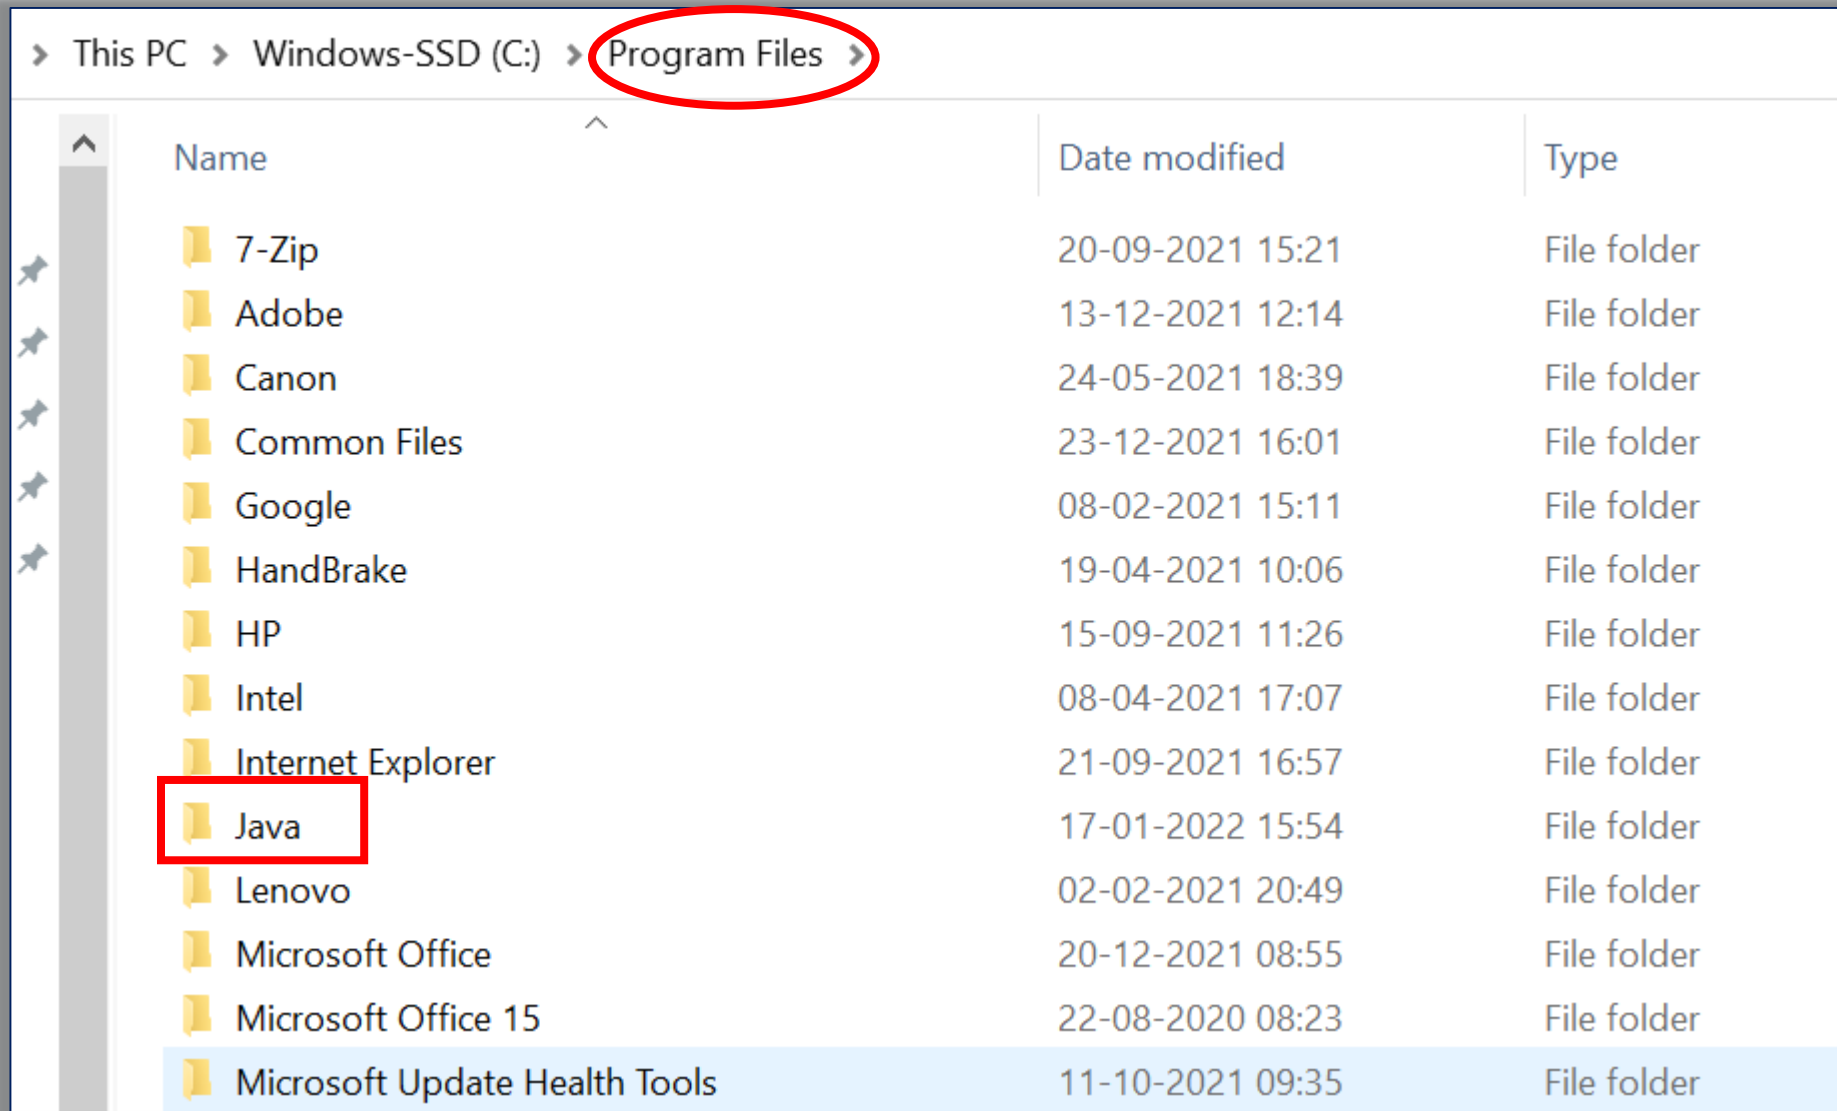 This PC > Windows-SSD (C:) > Program Files >
Name Date modified Type
7-Zip 20-09-2021 15:21 File folder
Adobe 13-12-2021 12:14 File folder
Canon 24-05-2021 18:39 File folder
Common Files 23-12-2021 16:01 File folder
Google 08-02-2021 15:11 File folder
HandBrake 19-04-2021 10:06 File folder
HP 15-09-2021 11:26 File folder
Intel 08-04-2021 17:07 File folder
Internet Explorer 21-09-2021 16:57 File folder
Java 17-01-2022 15:54 File folder
Lenovo 02-02-2021 20:49 File folder
Microsoft Office 20-12-2021 08:55 File folder
Microsoft Office 15 22-08-2020 08:23 File folder
Microsoft Update Health Tools 11-10-2021 09:35 File folder